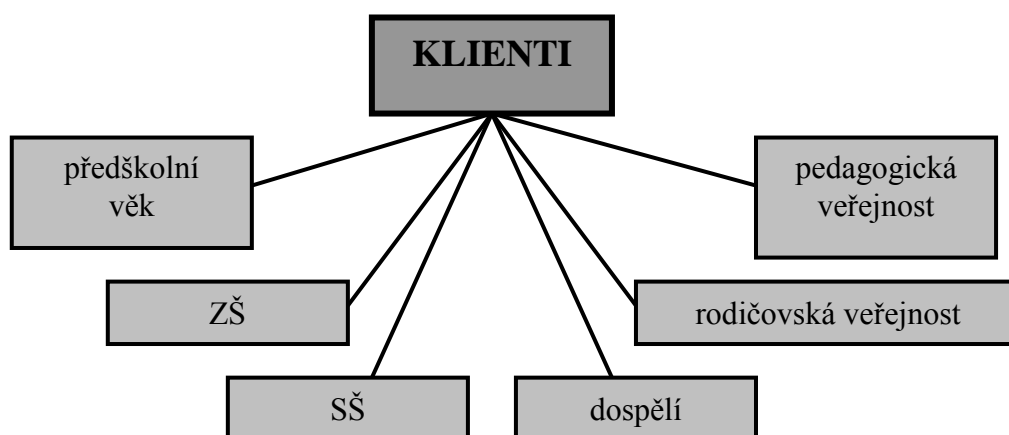 KLIENTI
předškolní
věk
pedagogická
veřejnost
ZŠ
rodičovská veřejnost
SŠ
dospělí